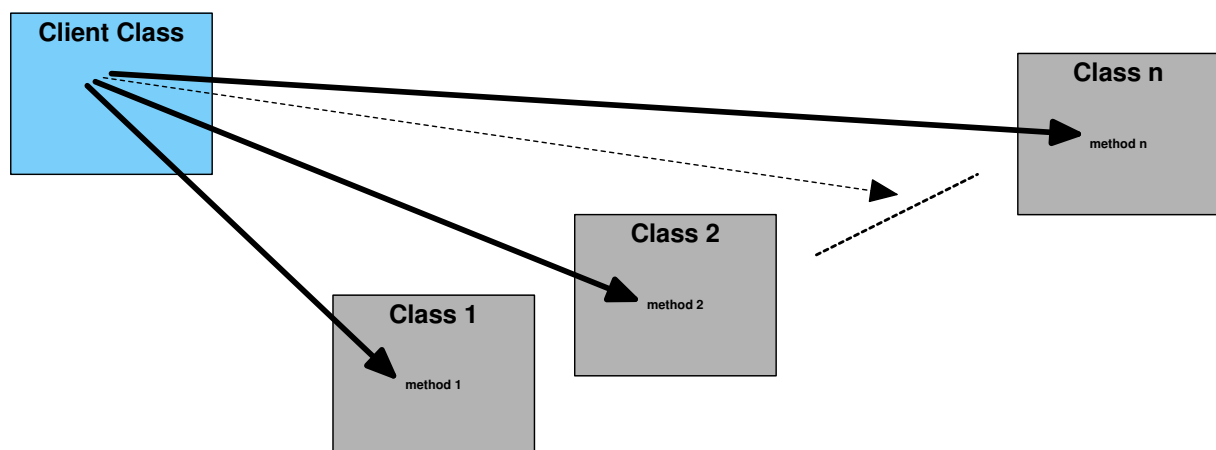 Client Class
Class n
method n
Class 2
method 2
Class 1
method 1